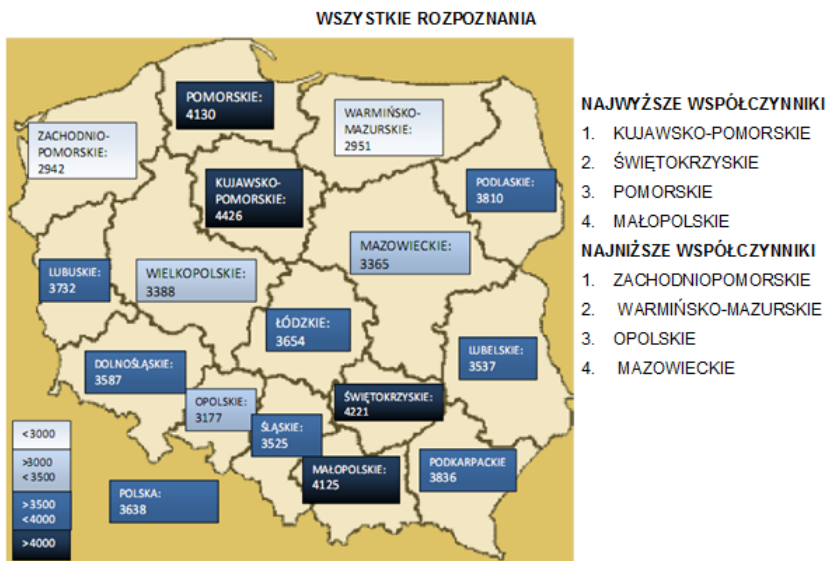 WSZYSTKIE ROZPOZNANIA
POMORSKIE:
4130
WARMIŃSKO-
MAZURSKIE:
2951
ZACHODNIO-
POMORSKIE:
2942
KUJAWSKO-
POMORSKIE:
4426
PODLASKIE:
3810
MAZOWIECKIE:
3365
LUBUSKIE:
3732
WIELKOPOLSKIE:
3388
ŁÓDZKIE:
3654
LUBELSKIE:
3537
DOLNOŚLĄSKIE:
3587
OPOLSKIE:
3177
ŚWIĘTOKRZYSKIE:
4221
ŚLĄSKIE:
3525
MAŁOPOLSKIE:
4125
PODKARPACKIE
3836
POLSKA:
3638
<3000
>3000
<3500
>3500
<4000
>4000
NAJWYŻSZE WSPÓŁCZYNNIKI
1. KUJAWSKO-POMORSKIE
2. ŚWIĘTOKRZYSKIE
3. POMORSKIE
4. MAŁOPOLSKIE
NAJNIŻSZE WSPÓŁCZYNNIKI
1. ZACHODNIOPOMORSKIE
2. WARMIŃSKO-MAZURSKIE
3. OPOLSKIE
4. MAZOWIECKIE